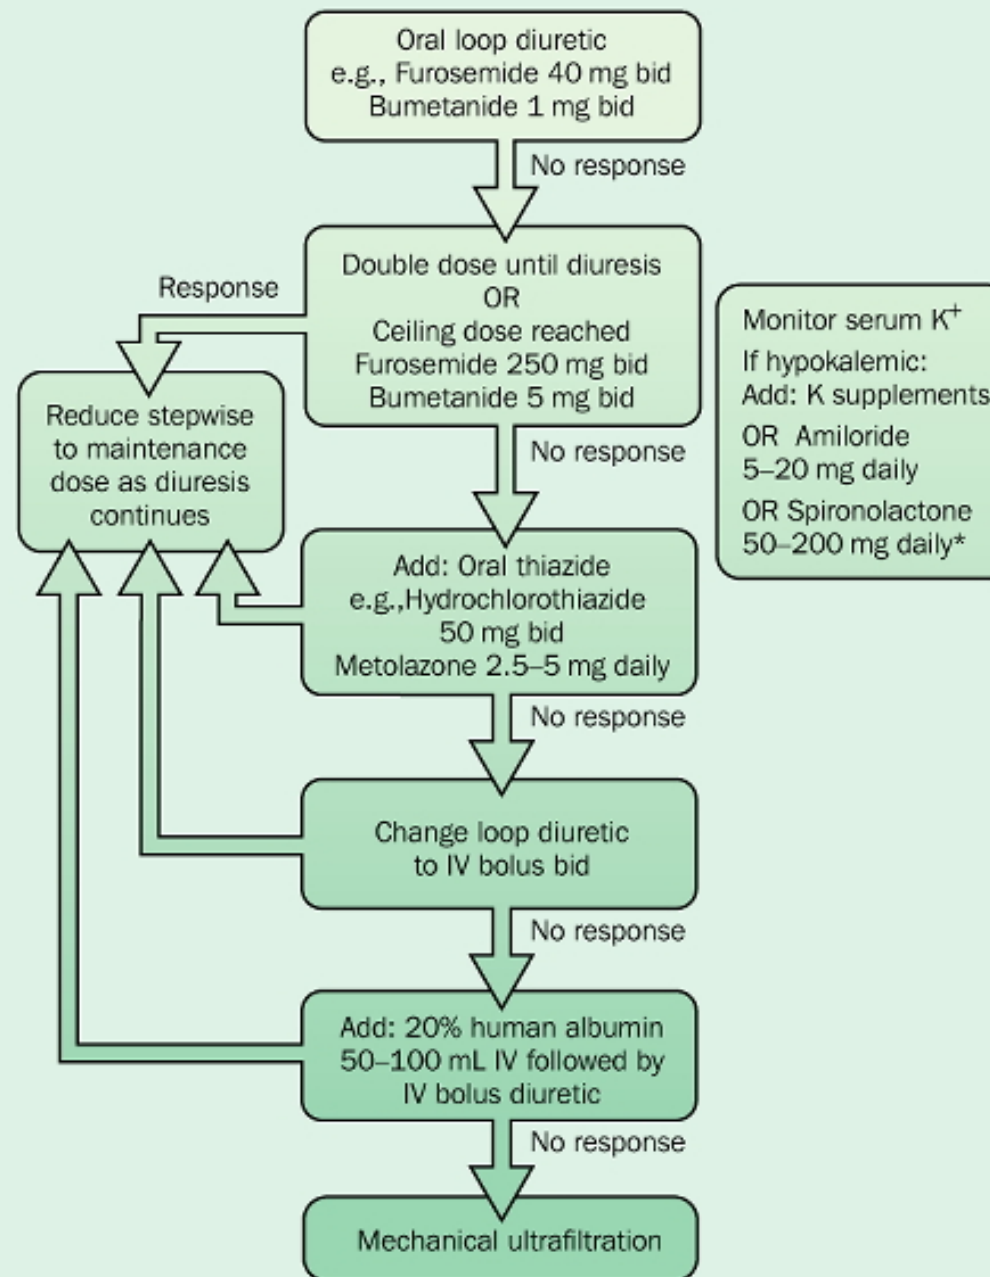 Oral loop diuretic
e.g., Furosemide 40 mg bid
Bumetanide 1 mg bid
No response
Double dose until diuresis
OR
Ceiling dose reached
Furosemide 250 mg bid
Bumetanide 5 mg bid
Response
Reduce stepwise
to maintenance
dose as diuresis
continues
Monitor serum K⁺
If hypokalemic:
Add: K supplements
OR Amiloride
5–20 mg daily
OR Spironolactone
50–200 mg daily*
No response
Add: Oral thiazide
e.g.,Hydrochlorothiazide
50 mg bid
Metolazone 2.5–5 mg daily
No response
Change loop diuretic
to IV bolus bid
No response
Add: 20% human albumin
50–100 mL IV followed by
IV bolus diuretic
No response
Mechanical ultrafiltration